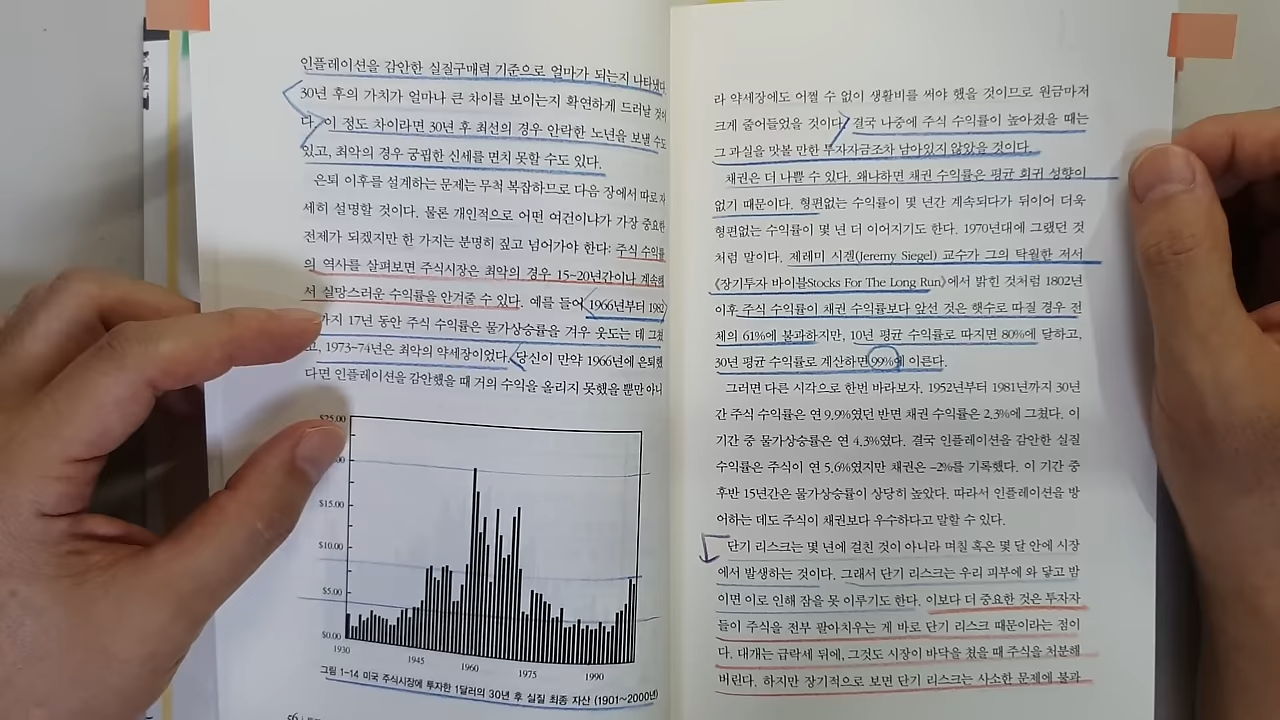 인플레이션을 감안한 실질구매력 기준으로 얼마가 되는지 나타냈다.
30년 후의 가치가 얼마나 큰 차이를 보이는지 확연하게 드러날 것이
다. 이 정도 차이라면 30년 후 최선의 경우 안락한 노년을 보낼 수도
있고, 최악의 경우 궁핍한 신세를 면치 못할 수도 있다.
은퇴 이후를 설계하는 문제는 무척 복잡하므로 다음 장에서 따로 자
세히 설명할 것이다. 물론 개인적으로 어떤 여건이냐가 가장 중요한
전제가 되겠지만 한 가지는 분명히 짚고 넘어가야 한다: 주식 수익률
의 역사를 살펴보면 주식시장은 최악의 경우 15~20년간이나 계속해
서 실망스러운 수익률을 안겨줄 수 있다. 예를 들어 1966년부터 1982
까지 17년 동안 주식 수익률은 물가상승률을 겨우 웃도는 데 그쳤
고, 1973~74년은 최악의 약세장이었다. 당신이 만약 1966년에 은퇴했
다면 인플레이션을 감안했을 때 거의 수익을 올리지 못했을 뿐만 아니
$25.00
$15.00
$10.00
$5.00
$0.00
1930
1945
1960
1975
1990
그림 1-14 미국 주식시장에 투자한 1달러의 30년 후 실질 최종 자산 (1901~2000년)
라 약세장에도 어쩔 수 없이 생활비를 써야 했을 것이므로 원금마저
크게 줄어들었을 것이다. 결국 나중에 주식 수익률이 높아졌을 때는
그 과실을 맛볼 만한 투자자금조차 남아있지 않았을 것이다.
채권은 더 나쁠 수 있다. 왜냐하면 채권 수익률은 평균 회귀 성향이
없기 때문이다. 형편없는 수익률이 몇 년간 계속되다가 뒤이어 더욱
형편없는 수익률이 몇 년 더 이어지기도 한다. 1970년대에 그랬던 것
처럼 말이다. 제레미 시겔(Jeremy Siegel) 교수가 그의 탁월한 저서
《장기투자 바이블Stocks For The Long Run》에서 밝힌 것처럼 1802년
이후 주식 수익률이 채권 수익률보다 앞선 것은 햇수로 따질 경우 전
체의 61%에 불과하지만, 10년 평균 수익률로 따지면 80%에 달하고,
30년 평균 수익률로 계산하면 99%에 이른다.
그러면 다른 시각으로 한번 바라보자. 1952년부터 1981년까지 30년
간 주식 수익률은 연 9.9%였던 반면 채권 수익률은 2.3%에 그쳤다. 이
기간 중 물가상승률은 연 4.3%였다. 결국 인플레이션을 감안한 실질
수익률은 주식이 연 5.6%였지만 채권은 -2%를 기록했다. 이 기간 중
후반 15년간은 물가상승률이 상당히 높았다. 따라서 인플레이션을 방
어하는 데도 주식이 채권보다 우수하다고 말할 수 있다.
단기 리스크는 몇 년에 걸친 것이 아니라 며칠 혹은 몇 달 안에 시장
에서 발생하는 것이다. 그래서 단기 리스크는 우리 피부에 와 닿고 밤
이면 이로 인해 잠을 못 이루기도 한다. 이보다 더 중요한 것은 투자자
들이 주식을 전부 팔아치우는 게 바로 단기 리스크 때문이라는 점이
다. 대개는 급락세 뒤에, 그것도 시장이 바닥을 쳤을 때 주식을 처분해
버린다. 하지만 장기적으로 보면 단기 리스크는 사소한 문제에 불과